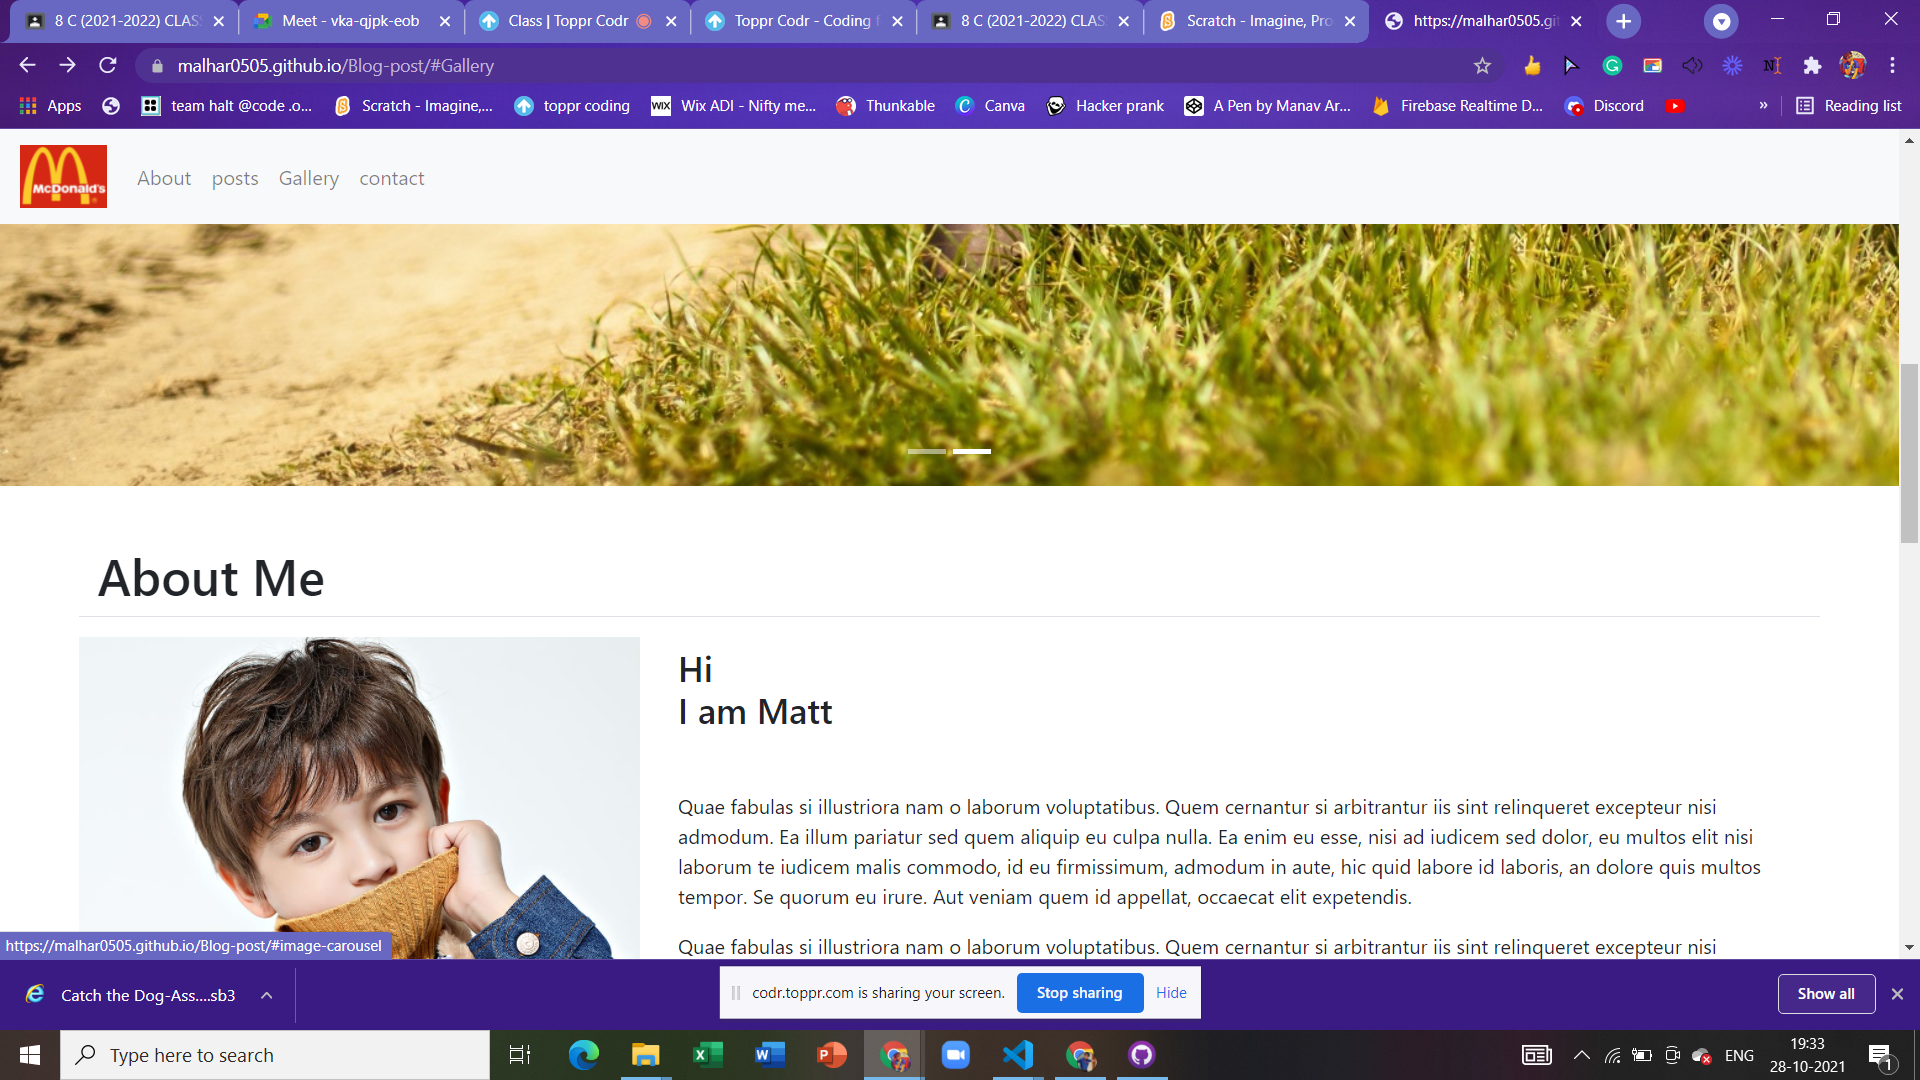 8 C (2021-2022) CLAS
Meet - vka-qjpk-eob
Class | Toppr Codr
Toppr Codr - Coding f
8 C (2021-2022) CLAS
Scratch - Imagine, Pro
https://malhar0505.git
malhar0505.github.io/Blog-post/#Gallery
Apps
team halt @code .o...
Scratch - Imagine,...
toppr coding
WIX
Wix ADI - Nifty me...
Thunkable
Canva
Hacker prank
A Pen by Manav Ar...
Firebase Realtime D...
Discord
»
Reading list
McDonald's
About
posts
Gallery
contact
About Me
Hi
I am Matt
Quae fabulas si illustriora nam o laborum voluptatibus. Quem cernantur si arbitrantur iis sint relinqueret excepteur nisi
admodum. Ea illum pariatur sed quem aliquip eu culpa nulla. Ea enim eu esse, nisi ad iudicem sed dolor, eu multos elit nisi
laborum te iudicem malis commodo, id eu firmissimum, admodum in aute, hic quid labore id laboris, an dolore quis multos
tempor. Se quorum eu irure. Aut veniam quem id appellat, occaecat elit expetendis.
Quae fabulas si illustriora nam o laborum voluptatibus. Quem cernantur si arbitrantur iis sint relinqueret excepteur nisi
https://malhar0505.github.io/Blog-post/#image-carousel
Catch the Dog-Ass....sb3
codr.toppr.com is sharing your screen.
Stop sharing
Hide
Show all
Type here to search
ENG
19:33
28-10-2021
1